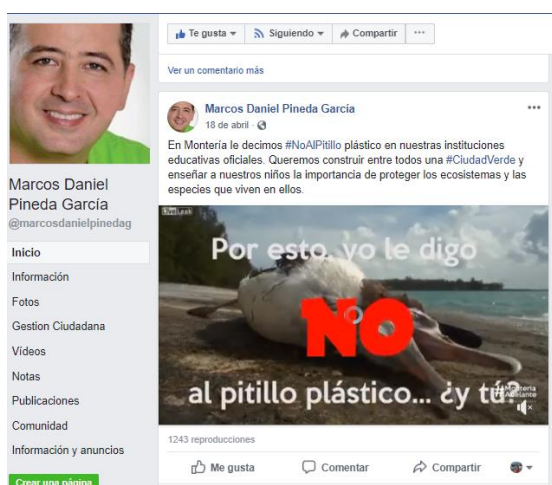 Te gusta
Siguiendo
Compartir
Ver un comentario más
Marcos Daniel Pineda García
18 de abril
En Montería le decimos #NoAlPitillo plástico en nuestras instituciones
educativas oficiales. Queremos construir entre todos una #CiudadVerde y
enseñar a nuestros niños la importancia de proteger los ecosistemas y las
especies que viven en ellos.
LiveLeak
Por esto, yo le digo
NO
al pitillo plástico... ¿y tú?
#Montería
Adelante
1243 reproducciones
Me gusta
Comentar
Compartir
Marcos Daniel
Pineda García
@marcosdanielpinedag
Inicio
Información
Fotos
Gestion Ciudadana
Vídeos
Notas
Publicaciones
Comunidad
Información y anuncios
Crear una página